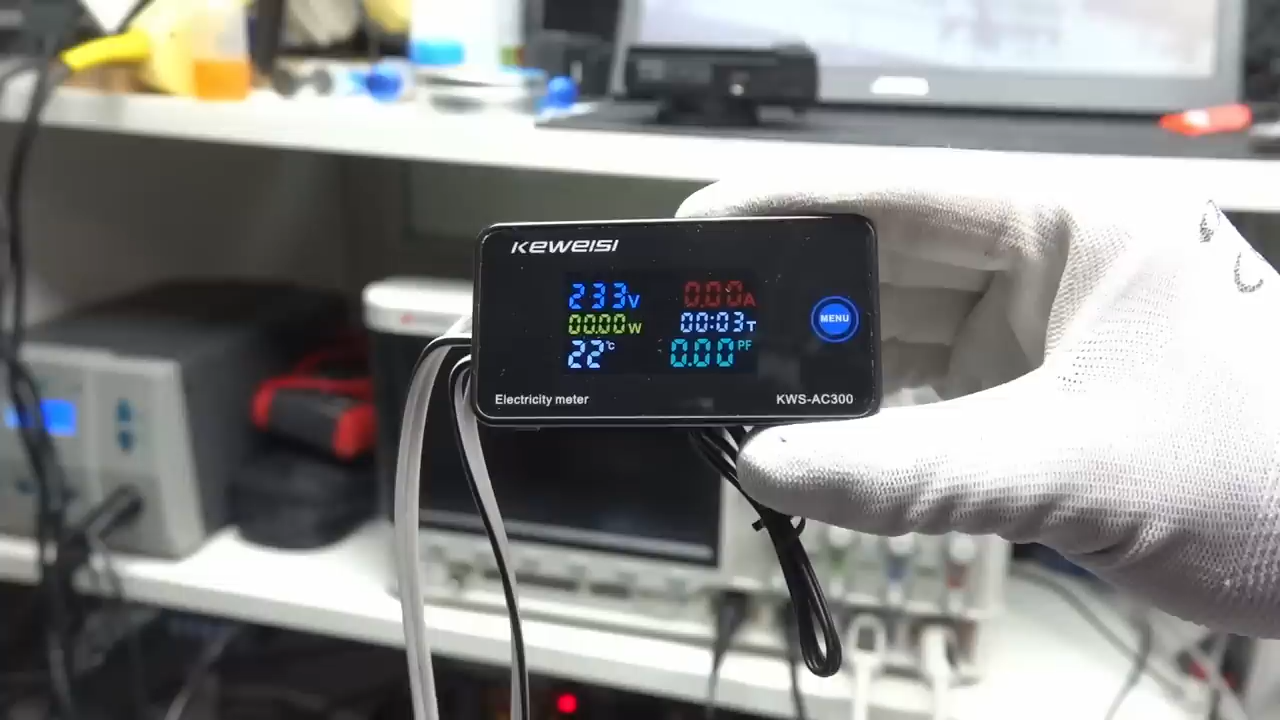 KEWEISI
233V 0.00A
00.00W 00:03T
22°C 0.00PF
MENU
Electricity meter KWS-AC300